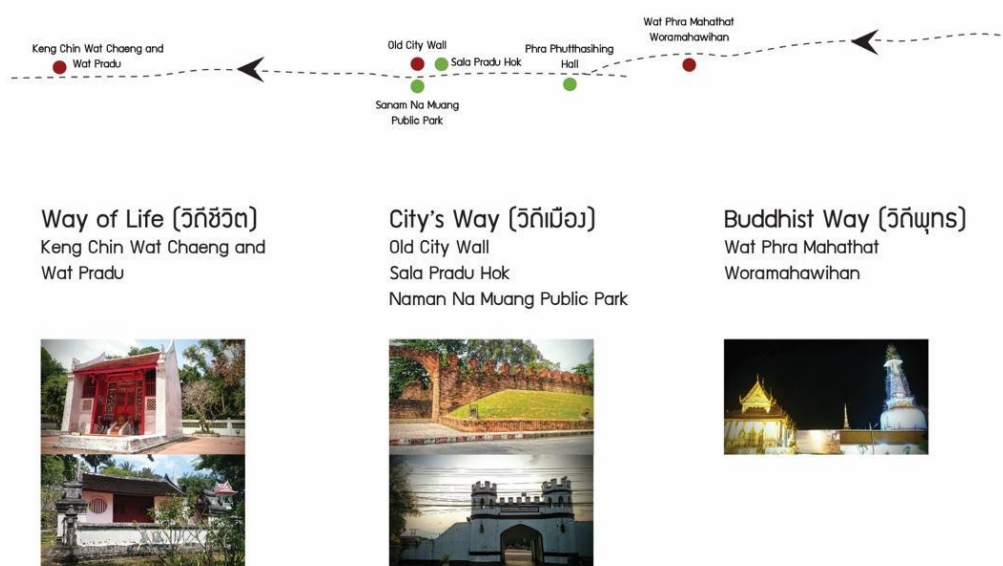 Wat Phra Mahathat
Woramahawihan
Keng Chin Wat Chaeng and
Wat Pradu
Old City Wall
Sala Pradu Hok
Phra Phutthasihing
Hall
Sanam Na Muang
Public Park
Way of Life (วิถีชีวิต)
Keng Chin Wat Chaeng and
Wat Pradu
City's Way (วิถีเมือง)
Old City Wall
Sala Pradu Hok
Naman Na Muang Public Park
Buddhist Way (วิถีพุทธ)
Wat Phra Mahathat
Woramahawihan